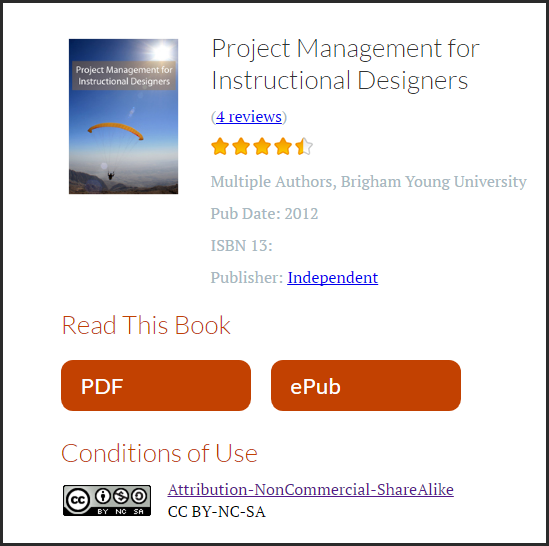 Project Management for
Instructional Designers
Project Management for
Instructional Designers
(4 reviews)
Multiple Authors, Brigham Young University
Pub Date: 2012
ISBN 13:
Publisher: Independent
Read This Book
PDF
ePub
Conditions of Use
cc BY NC SA
Attribution-NonCommercial-ShareAlike
CC BY-NC-SA